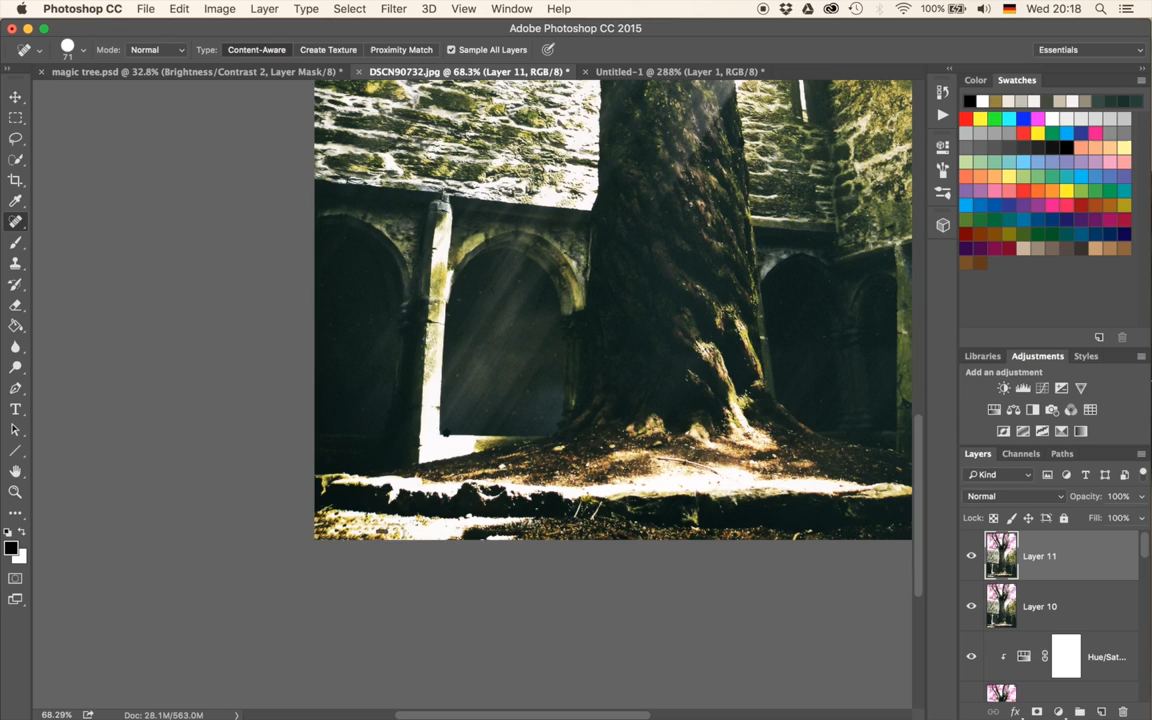 Photoshop CC File Edit Image Layer Type Select Filter 3D View Window Help 100% Wed 20:18
Adobe Photoshop CC 2015
71 Mode: Normal Type: Content-Aware Create Texture Proximity Match Sample All Layers Essentials
magic tree.psd @ 32.8% (Brightness/Contrast 2, Layer Mask/8) * DSCN90732.jpg @ 68.3% (Layer 11, RGB/8) * Untitled-1 @ 288% (Layer 1, RGB/8) *
Color Swatches
Libraries Adjustments Styles
Add an adjustment
Layers Channels Paths
Kind
Normal Opacity: 100%
Lock: Fill: 100%
Layer 11
Layer 10
Hue/Sat...
68.29% Doc: 28.1M/563.0M